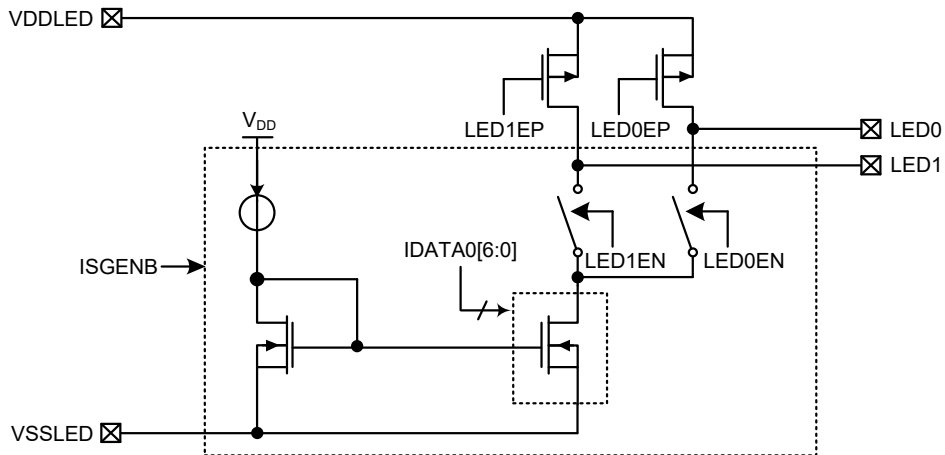 VDDLED
LED1EP
LED0EP
LED0
VDD
LED1
ISGENB
IDATA0[6:0]
LED1EN
LED0EN
VSSLED